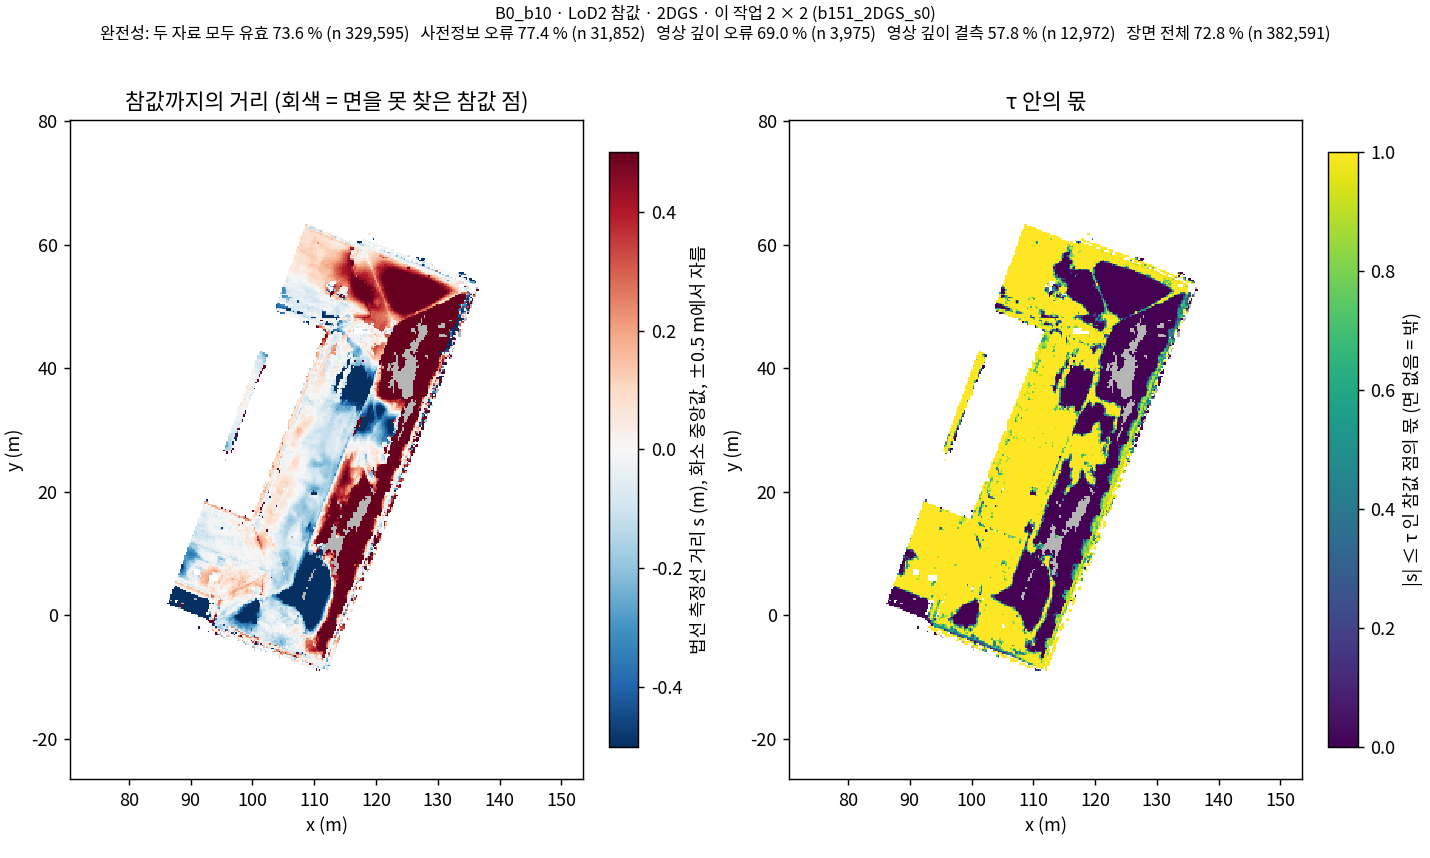 B0_b10 · LoD2 참값 · 2DGS · 이 작업 2 × 2 (b151_2DGS_s0)
완전성: 두 자료 모두 유효 73.6 % (n 329,595)   사전정보 오류 77.4 % (n 31,852)   영상 깊이 오류 69.0 % (n 3,975)   영상 깊이 결측 57.8 % (n 12,972)   장면 전체 72.8 % (n 382,591)
참값까지의 거리 (회색 = 면을 못 찾은 참값 점)
80
60
40
20
0
-20
y (m)
80 90 100 110 120 130 140 150
x (m)
0.4
0.2
0.0
-0.2
-0.4
법선 측정선 거리 s (m), 화소 중앙값, ±0.5 m에서 자름
τ 안의 몫
80
60
40
20
0
-20
y (m)
80 90 100 110 120 130 140 150
x (m)
1.0
0.8
0.6
0.4
0.2
0.0
|s| ≤ τ 인 참값 점의 몫 (면 없음 = 밖)